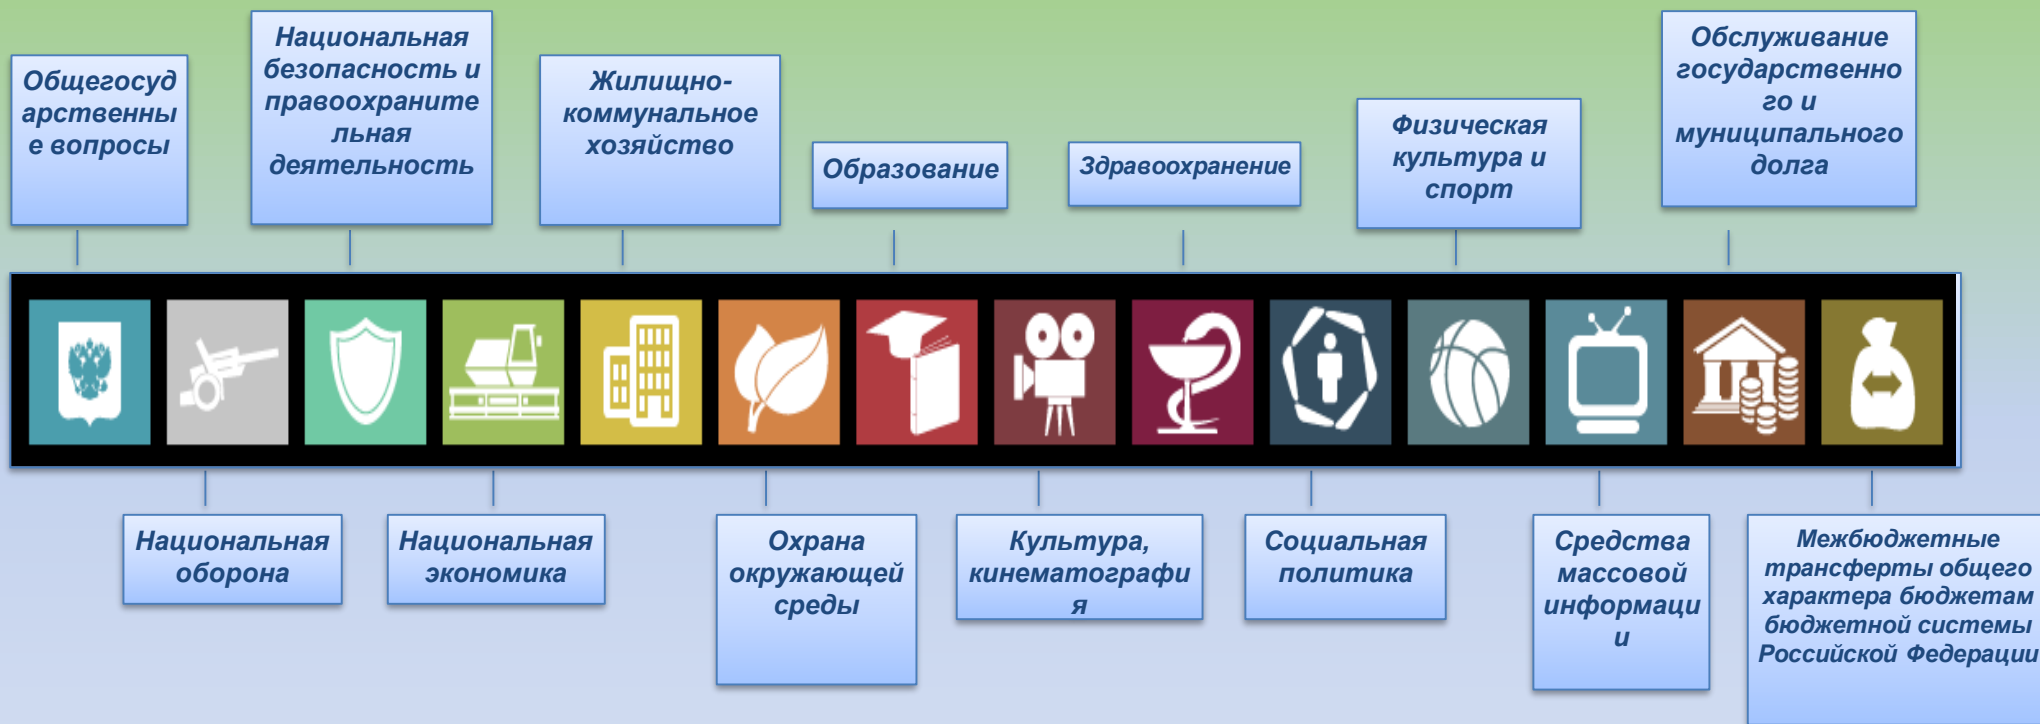 Общегосуд
арственны
е вопросы
Национальная
безопасность и
правоохраните
льная
деятельность
Жилищно-
коммунальное
хозяйство
Образование
Здравоохранение
Физическая
культура и
спорт
Обслуживание
государственно
го и
муниципального
долга
Национальная
оборона
Национальная
экономика
Охрана
окружающей
среды
Культура,
кинематографи
я
Социальная
политика
Средства
массовой
информаци
и
Межбюджетные
трансферты общего
характера бюджетам
бюджетной системы
Российской Федерации